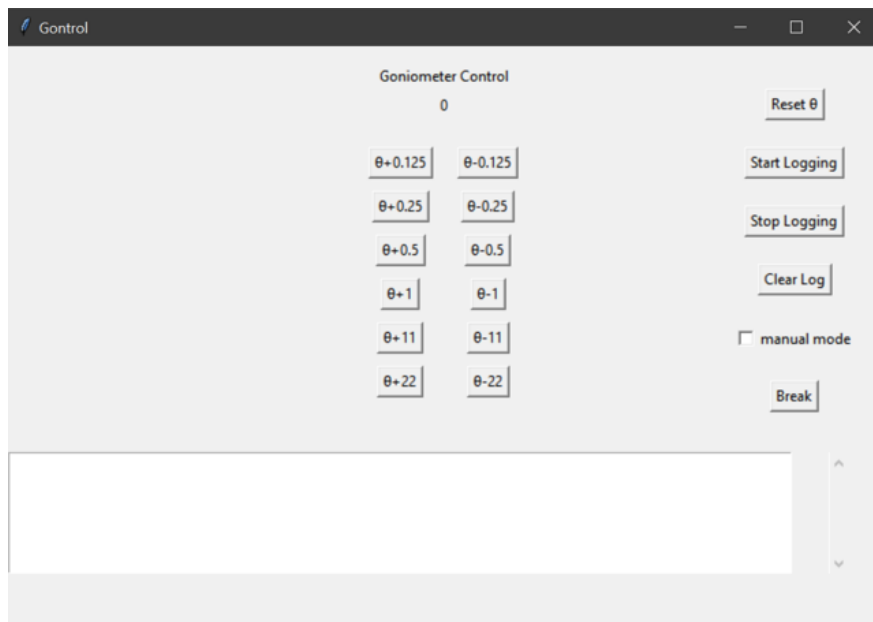 Gontrol
Goniometer Control
0
Reset θ
θ+0.125 θ-0.125
Start Logging
θ+0.25 θ-0.25
Stop Logging
θ+0.5 θ-0.5
Clear Log
θ+1 θ-1
θ+11 θ-11
manual mode
θ+22 θ-22
Break